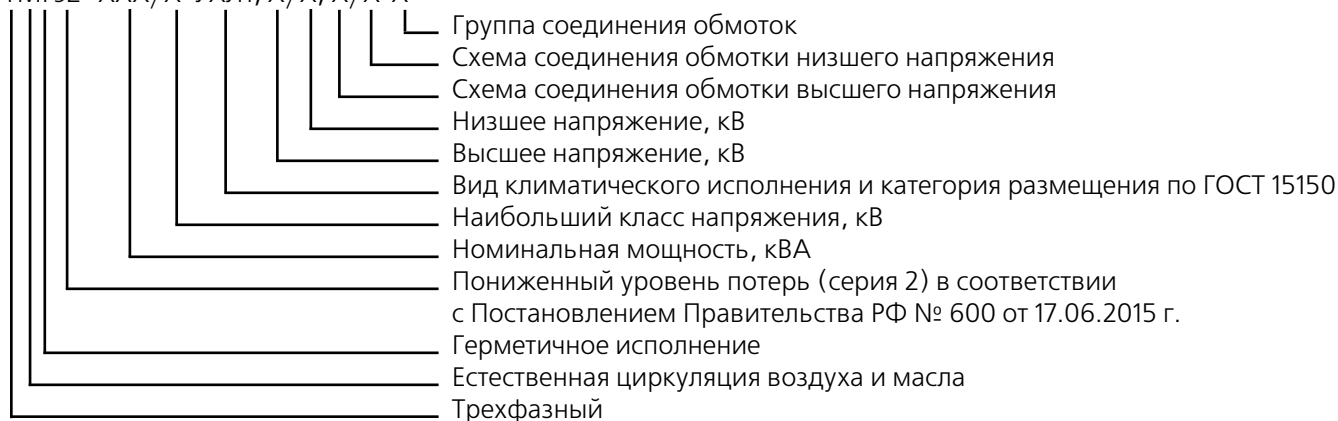 Группа соединения обмоток
Схема соединения обмотки низшего напряжения
Схема соединения обмотки высшего напряжения
Низшее напряжение, кВ
Высшее напряжение, кВ
Вид климатического исполнения и категория размещения по ГОСТ 15150
Наибольший класс напряжения, кВ
Номинальная мощность, кВА
Пониженный уровень потерь (серия 2) в соответствии
с Постановлением Правительства РФ № 600 от 17.06.2015 г.
Герметичное исполнение
Естественная циркуляция воздуха и масла
Трехфазный